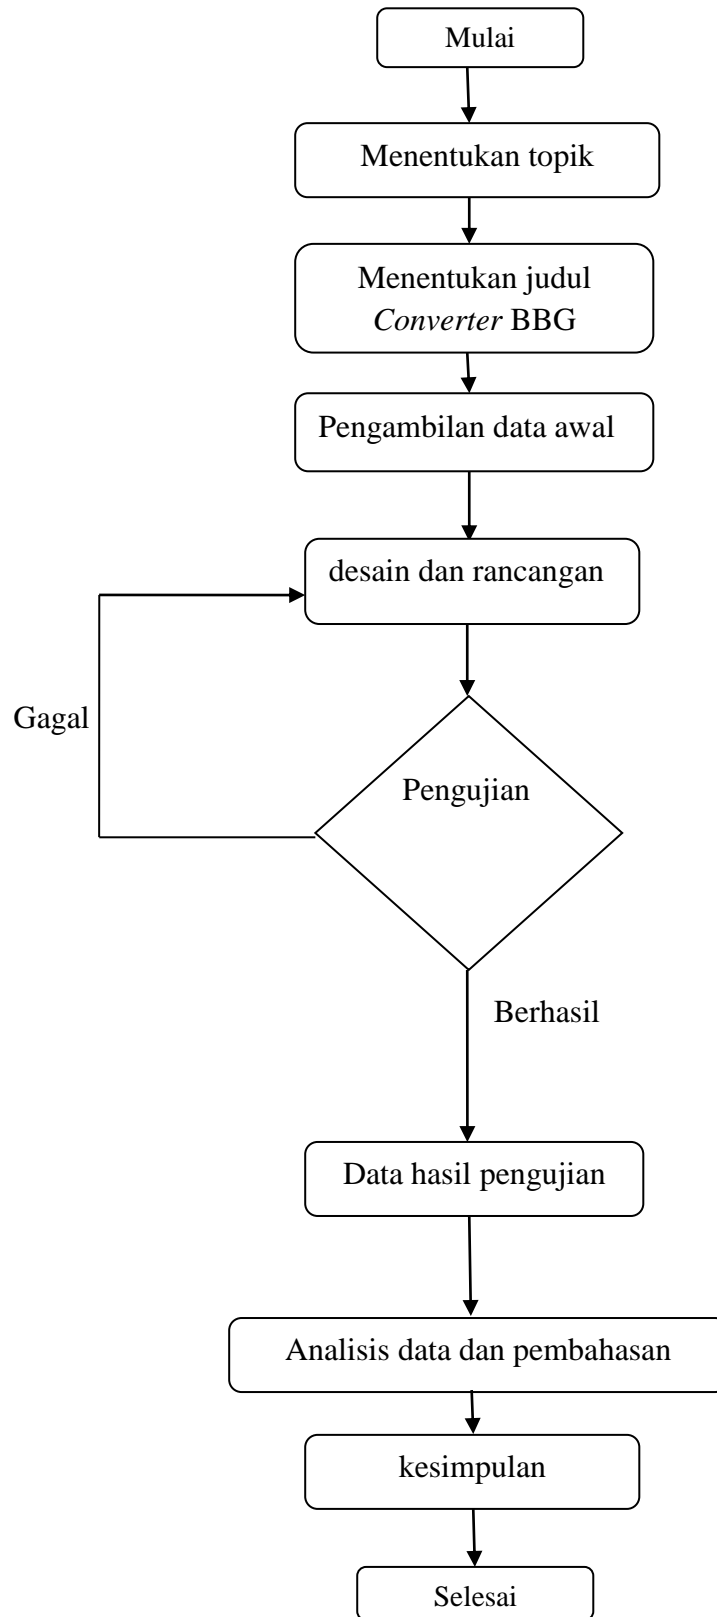 Mulai
Menentukan topik
Menentukan judul
Converter BBG
Pengambilan data awal
desain dan rancangan
Gagal
Pengujian
Berhasil
Data hasil pengujian
Analisis data dan pembahasan
kesimpulan
Selesai